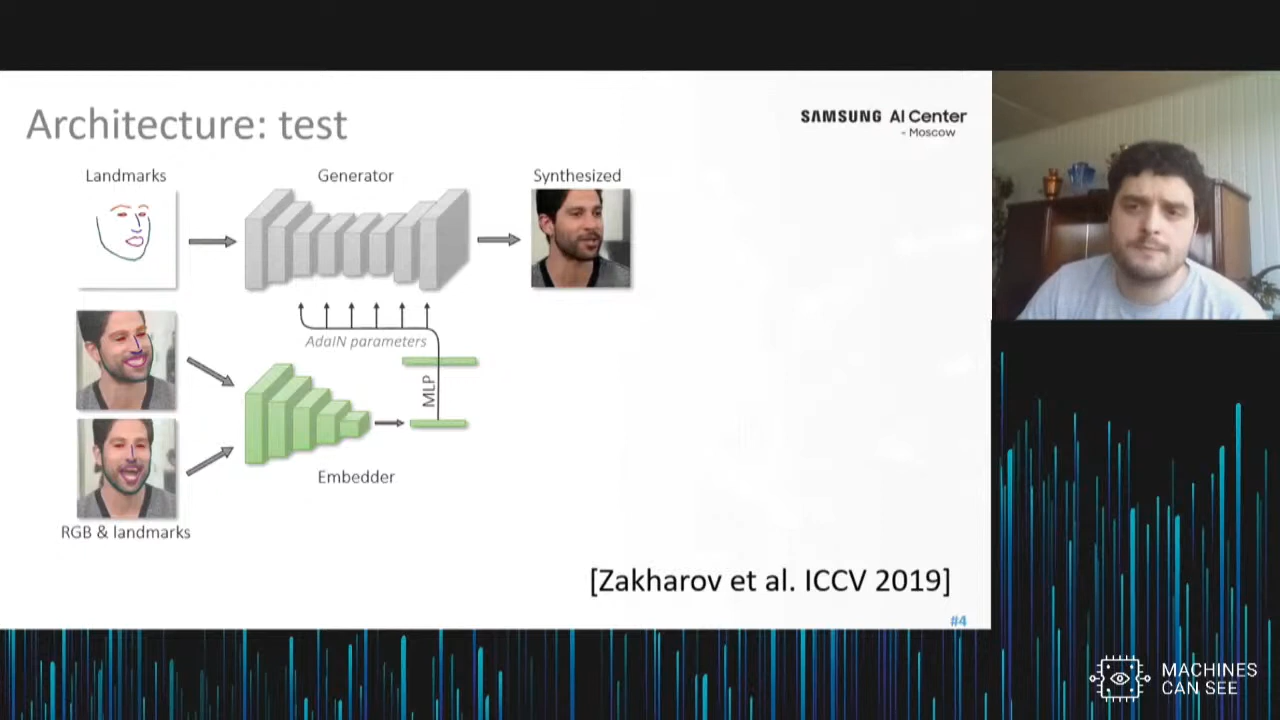 Architecture: test
SAMSUNG AI Center
- Moscow
Landmarks
Generator
Synthesized
AdaIN parameters
MLP
Embedder
RGB & landmarks
[Zakharov et al. ICCV 2019]
#4
MACHINES
CAN SEE